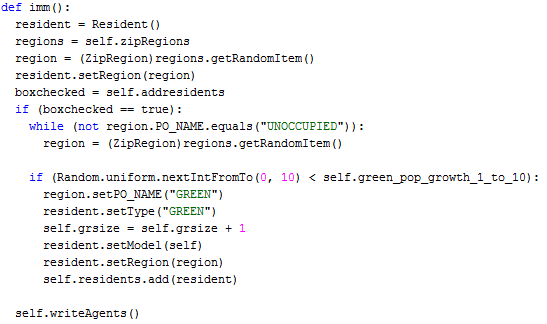 def imm():
  resident = Resident()
  regions = self.zipRegions
  region = (ZipRegion)regions.getRandomItem()
  resident.setRegion(region)
  boxchecked = self.addresidents
  if (boxchecked == true):
    while (not region.PO_NAME.equals("UNOCCUPIED")):
      region = (ZipRegion)regions.getRandomItem()

    if (Random.uniform.nextIntFromTo(0, 10) < self.green_pop_growth_1_to_10):
      region.setPO_NAME("GREEN")
      resident.setType("GREEN")
      self.grsize = self.grsize + 1
      resident.setModel(self)
      resident.setRegion(region)
      self.residents.add(resident)

  self.writeAgents()